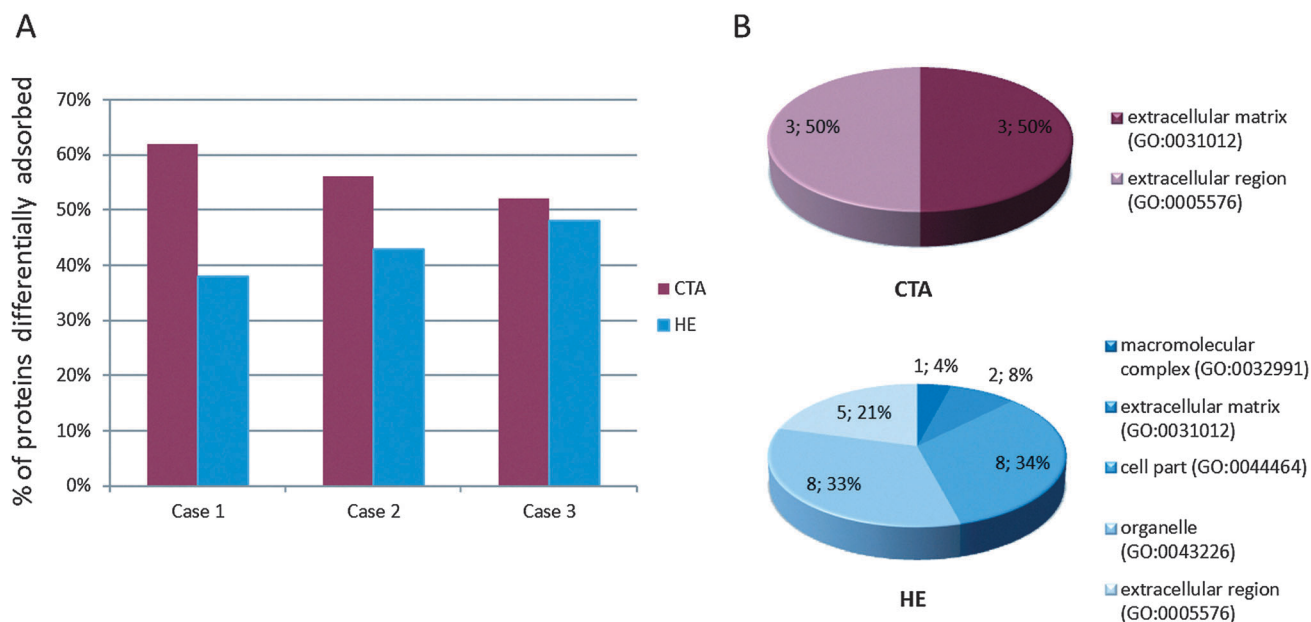 A
% of proteins differentially adsorbed
70%
60%
50%
40%
30%
20%
10%
0%
Case 1
Case 2
Case 3
CTA
HE
B
3; 50%
3; 50%
CTA
extracellular matrix
(GO:0031012)
extracellular region
(GO:0005576)
1; 4%
2; 8%
5; 21%
8; 34%
8; 33%
HE
macromolecular
complex (GO:0032991)
extracellular matrix
(GO:0031012)
cell part (GO:0044464)
organelle
(GO:0043226)
extracellular region
(GO:0005576)